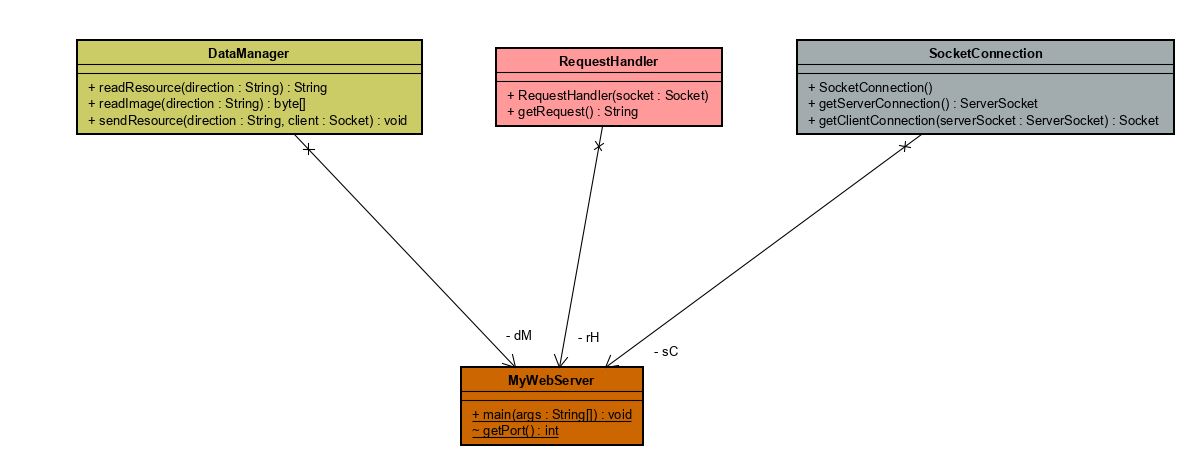 DataManager
+ readResource(direction : String) : String
+ readImage(direction : String) : byte[]
+ sendResource(direction : String, client : Socket) : void
RequestHandler
+ RequestHandler(socket : Socket)
+ getRequest() : String
SocketConnection
+ SocketConnection()
+ getServerConnection() : ServerSocket
+ getClientConnection(serverSocket : ServerSocket) : Socket
- dM
- rH
- sC
MyWebServer
+ main(args : String[]) : void
~ getPort() : int